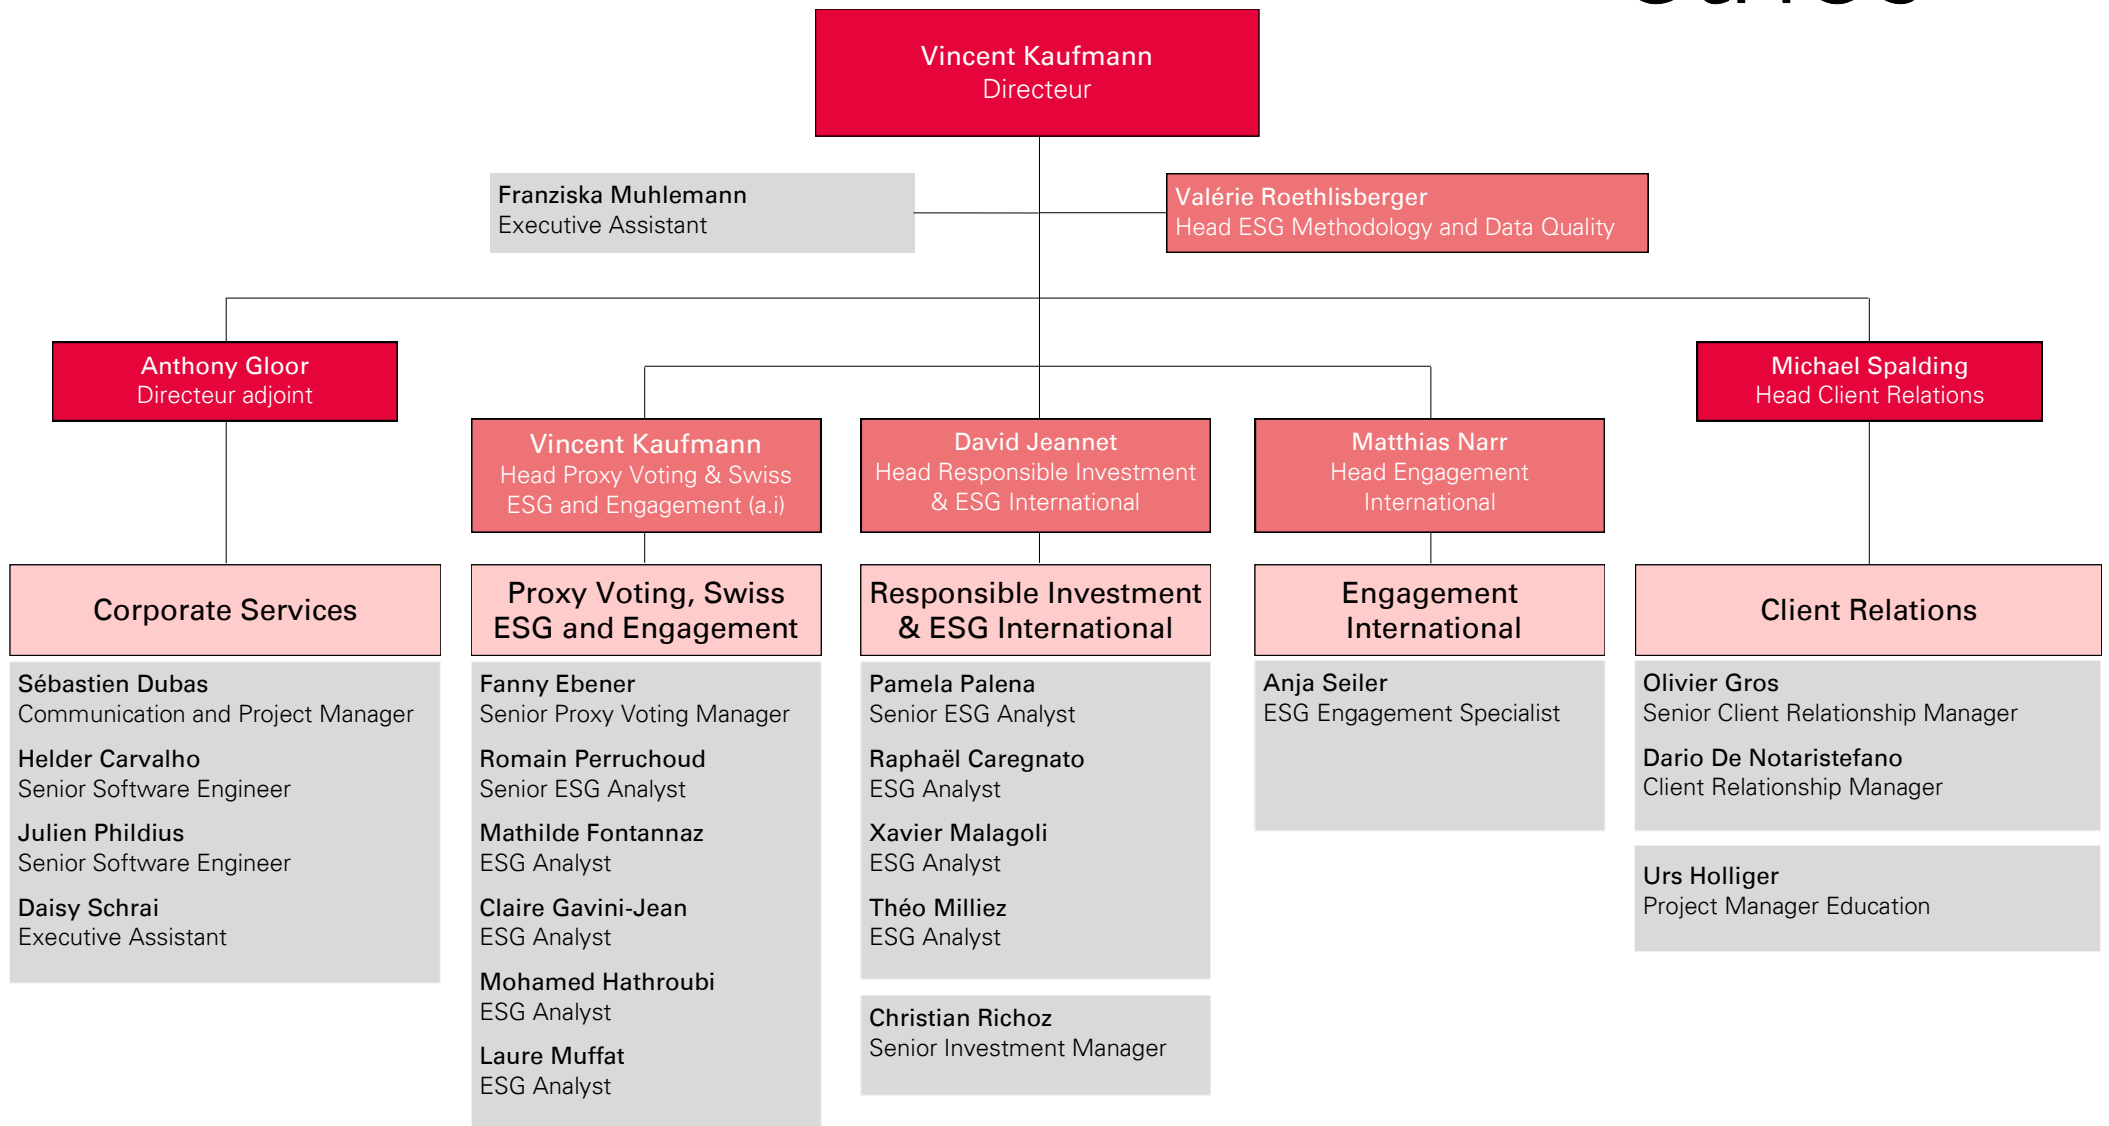 Vincent Kaufmann
Directeur
Franziska Muhlemann
Executive Assistant
Valérie Roethlisberger
Head ESG Methodology and Data Quality
Anthony Gloor
Directeur adjoint
Michael Spalding
Head Client Relations
Vincent Kaufmann
Head Proxy Voting & Swiss
ESG and Engagement (a.i)
David Jeannet
Head Responsible Investment
& ESG International
Matthias Narr
Head Engagement
International
Corporate Services
Sébastien Dubas
Communication and Project Manager
Helder Carvalho
Senior Software Engineer
Julien Phildius
Senior Software Engineer
Daisy Schrai
Executive Assistant
Proxy Voting, Swiss
ESG and Engagement
Fanny Ebener
Senior Proxy Voting Manager
Romain Perruchoud
Senior ESG Analyst
Mathilde Fontannaz
ESG Analyst
Claire Gavini-Jean
ESG Analyst
Mohamed Hathroubi
ESG Analyst
Laure Muffat
ESG Analyst
Responsible Investment
& ESG International
Pamela Palena
Senior ESG Analyst
Raphaël Caregnato
ESG Analyst
Xavier Malagoli
ESG Analyst
Théo Milliez
ESG Analyst
Christian Richoz
Senior Investment Manager
Engagement
International
Anja Seiler
ESG Engagement Specialist
Client Relations
Olivier Gros
Senior Client Relationship Manager
Dario De Notaristefano
Client Relationship Manager
Urs Holliger
Project Manager Education